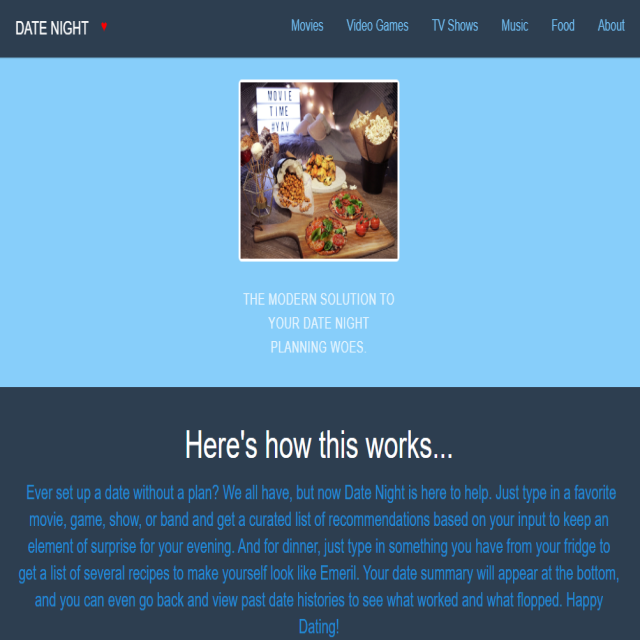 DATE NIGHT
Movies Video Games TV Shows Music Food About
MOVIE
TIME
#YAY
THE MODERN SOLUTION TO
YOUR DATE NIGHT
PLANNING WOES.
Here's how this works...
Ever set up a date without a plan? We all have, but now Date Night is here to help. Just type in a favorite
movie, game, show, or band and get a curated list of recommendations based on your input to keep an
element of surprise for your evening. And for dinner, just type in something you have from your fridge to
get a list of several recipes to make yourself look like Emeril. Your date summary will appear at the bottom,
and you can even go back and view past date histories to see what worked and what flopped. Happy
Dating!